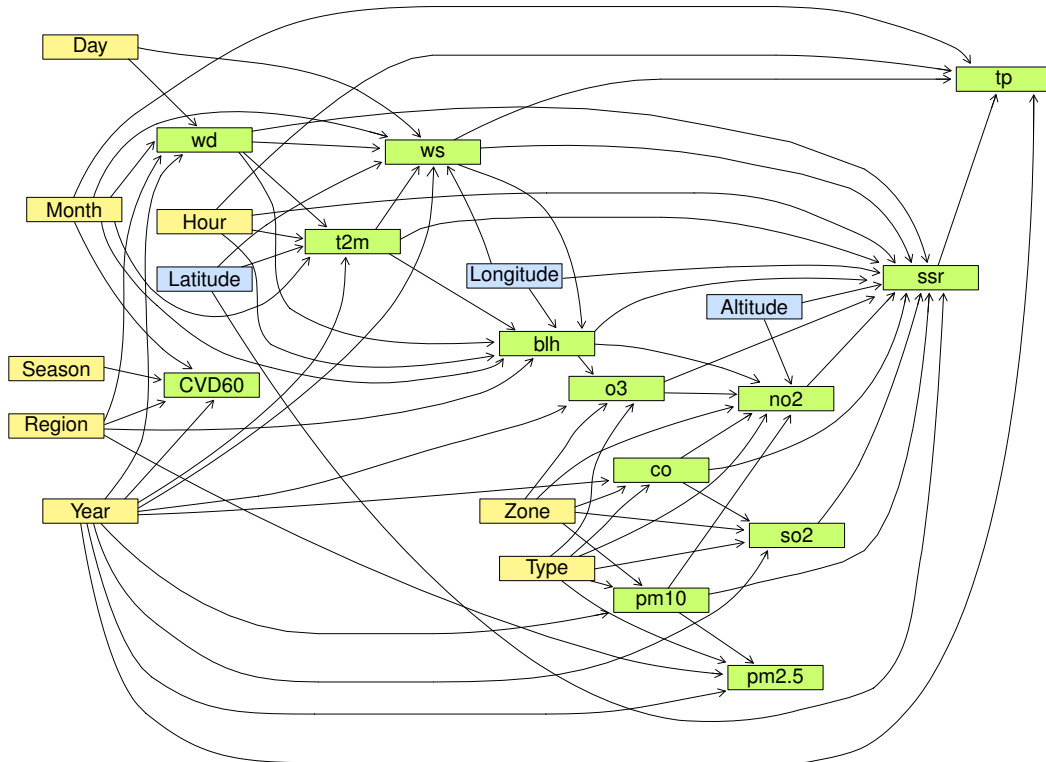 Day
tp
wd
ws
Month
Hour
t2m
Latitude
Longitude
ssr
Altitude
blh
Season
CVD60
o3
no2
Region
co
Year
Zone
so2
Type
pm10
pm2.5